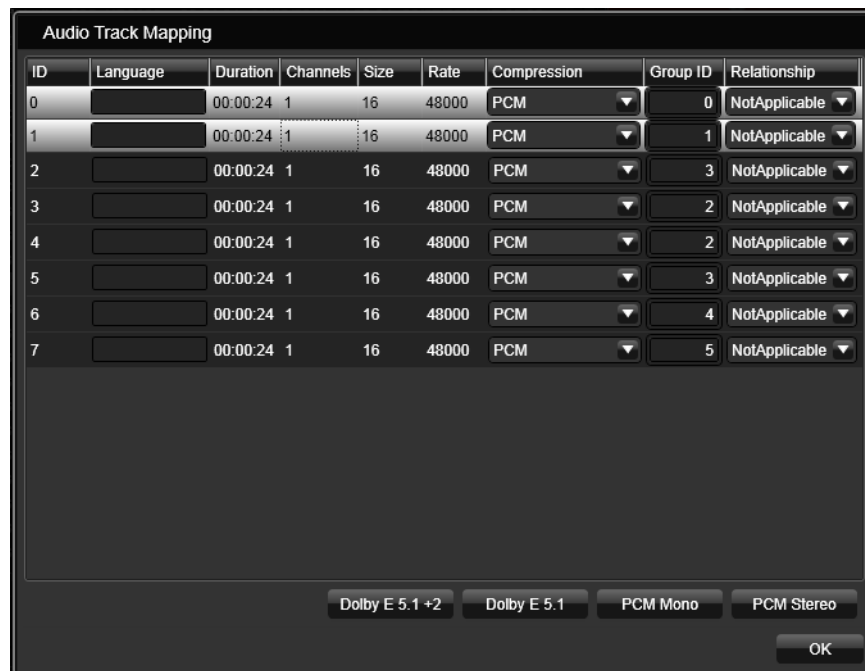 Audio Track Mapping
ID Language Duration Channels Size Rate Compression Group ID Relationship
0 00:00:24 1 16 48000 PCM 0 NotApplicable
1 00:00:24 1 16 48000 PCM 1 NotApplicable
2 00:00:24 1 16 48000 PCM 3 NotApplicable
3 00:00:24 1 16 48000 PCM 2 NotApplicable
4 00:00:24 1 16 48000 PCM 2 NotApplicable
5 00:00:24 1 16 48000 PCM 3 NotApplicable
6 00:00:24 1 16 48000 PCM 4 NotApplicable
7 00:00:24 1 16 48000 PCM 5 NotApplicable
Dolby E 5.1 +2 Dolby E 5.1 PCM Mono PCM Stereo
OK